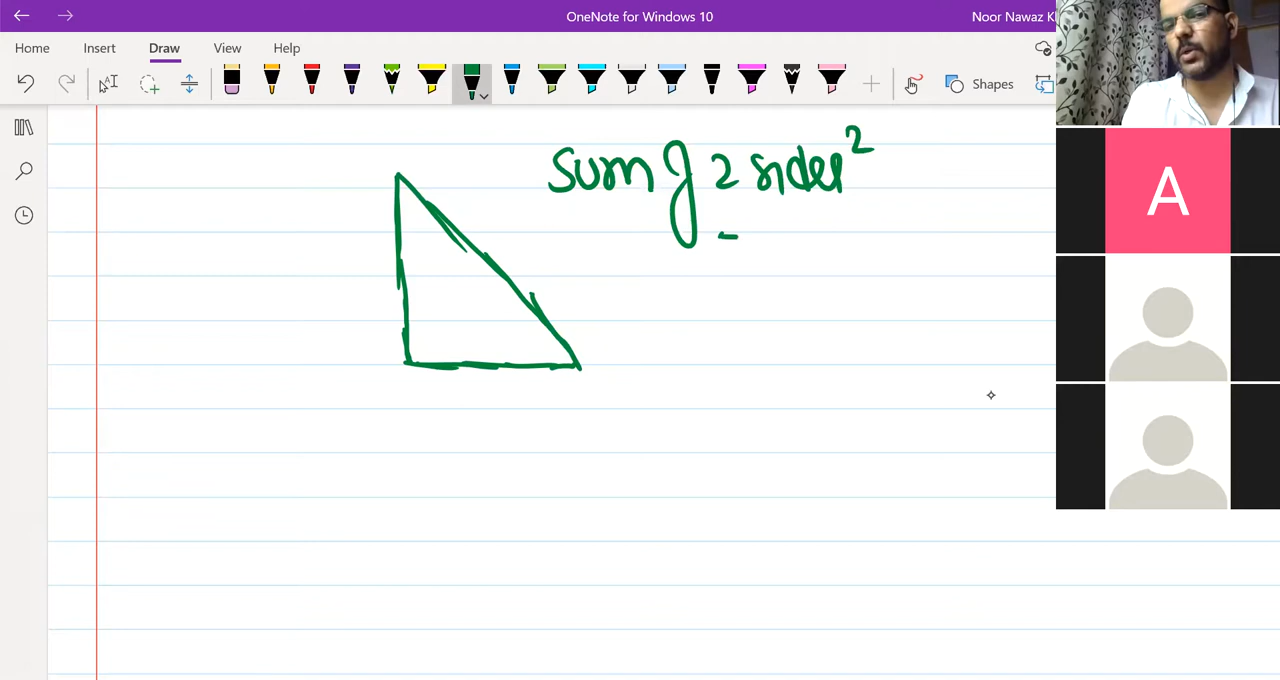 OneNote for Windows 10
Noor Nawaz K
Home Insert Draw View Help
Shapes
sum of 2 sides²
A